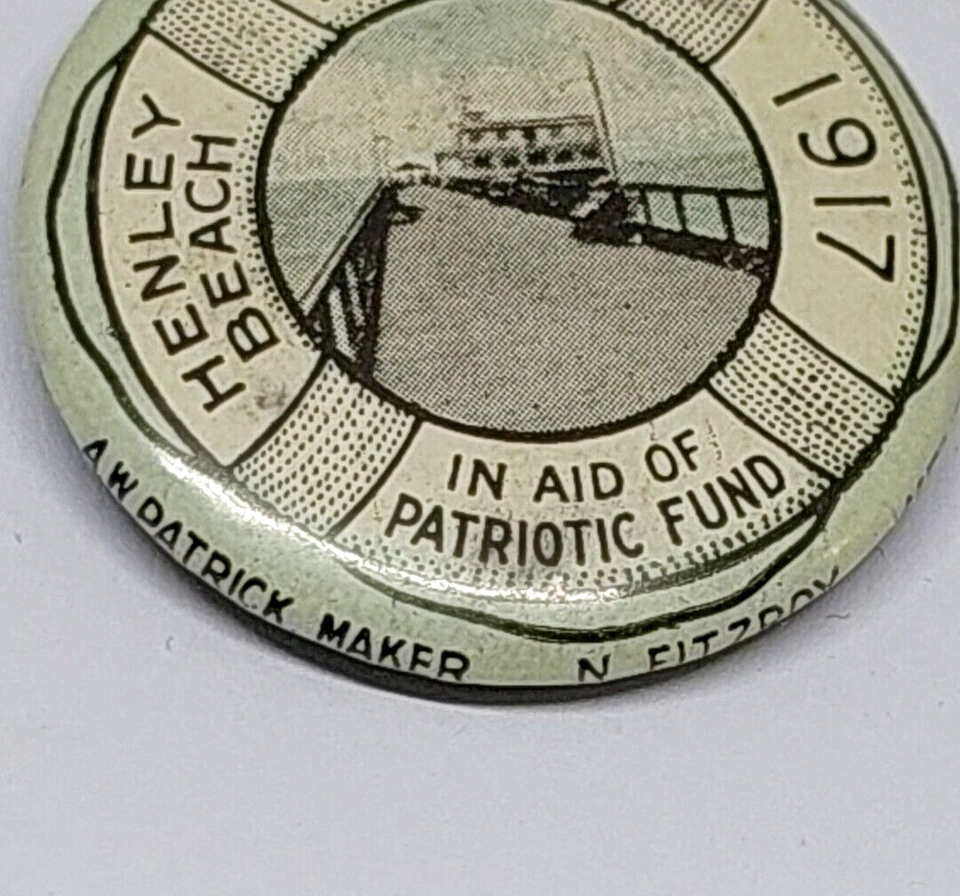 HENLEY
BEACH
1917
IN AID OF
PATRIOTIC FUND
A.W. PATRICK MAKER N. FITZROY